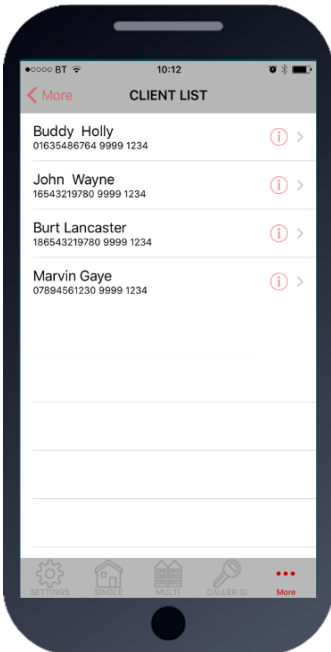 BT 10:12
More CLIENT LIST
Buddy Holly
01635486764 9999 1234
John Wayne
16543219780 9999 1234
Burt Lancaster
186543219780 9999 1234
Marvin Gaye
07894561230 9999 1234
SETTINGS SINGLE MULTI CALLER ID More